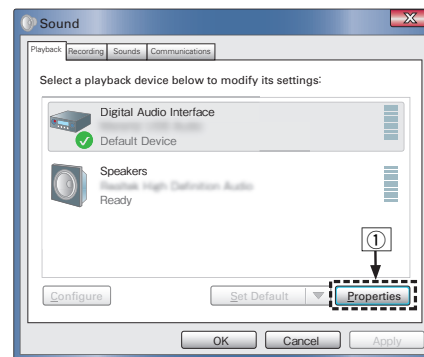 Sound
Playback Recording Sounds Communications
Select a playback device below to modify its settings:
Digital Audio Interface
Default Device
Speakers
Realtek High Definition Audio
Ready
①
Configure Set Default Properties
OK Cancel Apply